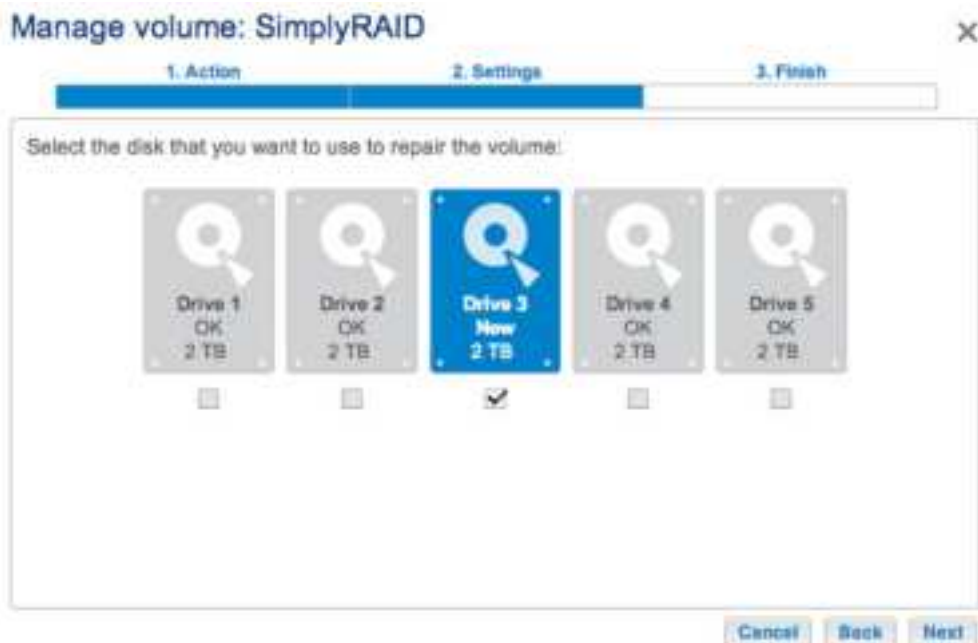 Manage volume: SimplyRAID
1. Action 2. Settings 3. Finish
Select the disk that you want to use to repair the volume:
Drive 1 Drive 2 Drive 3 Drive 4 Drive 5
OK OK New OK OK
2 TB 2 TB 2 TB 2 TB 2 TB
Cancel Back Next